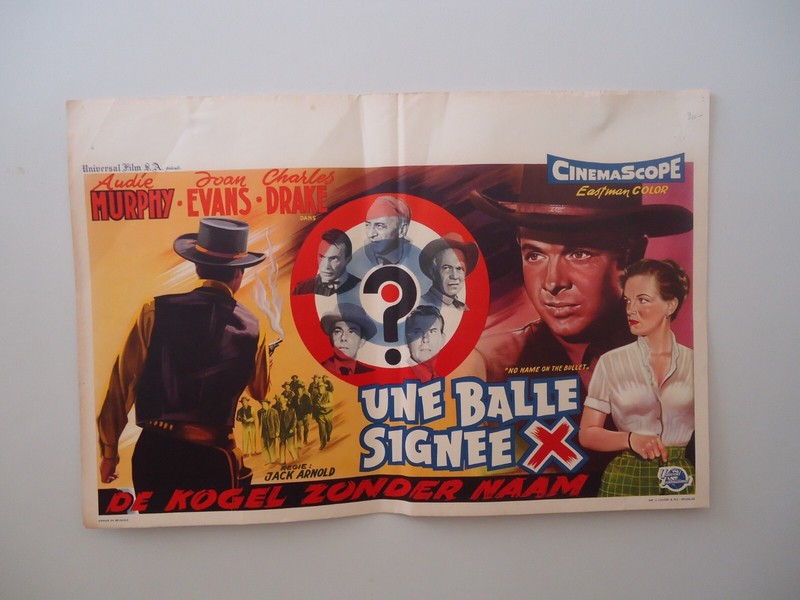 Universal Film S.A.
Audie MURPHY · Joan EVANS · Charles DRAKE
DANS
CINEMASCOPE
Eastman COLOR
?
"NO NAME ON THE BULLET"
UNE BALLE
SIGNEE X
REGIE:
JACK ARNOLD
DE KOGEL ZONDER NAAM